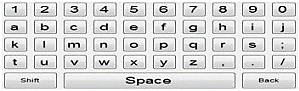 1 2 3 4 5 6 7 8 9 0
a b c d e f g h i j
k l m n o p q r s ;
t u v w x y z , . /
Shift Space Back